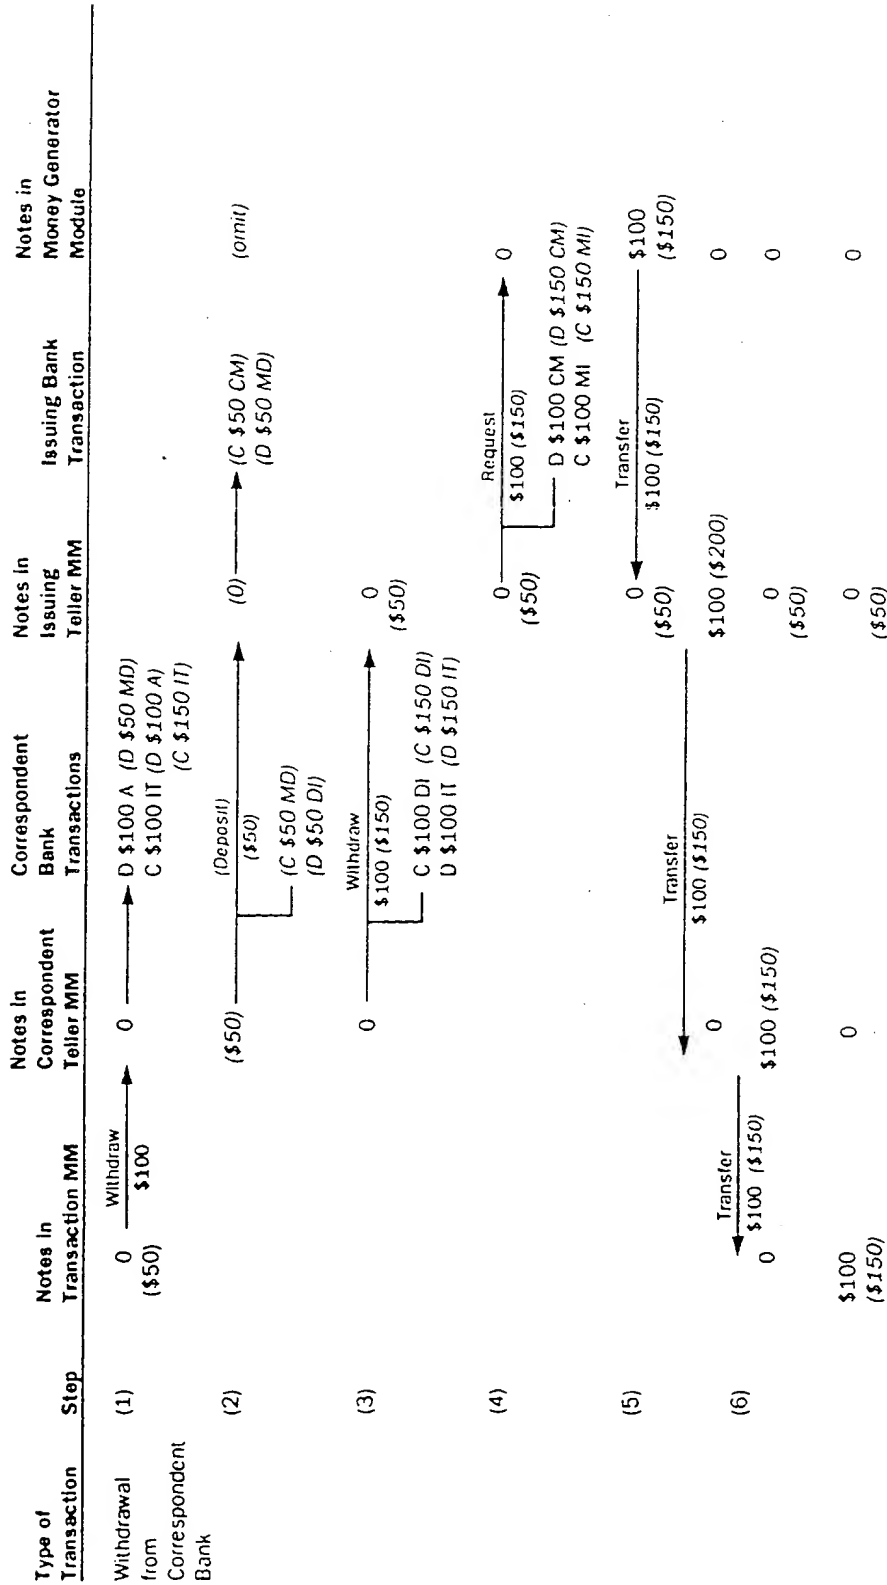 Type of
Transaction
Step
Notes in
Transaction MM
Notes in
Correspondent
Teller MM
Correspondent
Bank
Transactions
Notes in
Issuing
Teller MM
Issuing Bank
Transaction
Notes in
Money Generator
Module
Withdrawal
from
Correspondent
Bank
(1)
0
($50)
Withdraw
$100
0
D $100 A (D $50 MD)
C $100 IT (D $100 A)
(C $150 IT)
(2)
($50)
(Deposit)
($50)
(C $50 MD)
(D $50 DI)
(0)
(C $50 CM)
(D $50 MD)
(omit)
(3)
0
Withdraw
$100 ($150)
C $100 DI (C $150 DI)
D $100 IT (D $150 IT)
0
($50)
(4)
0
($50)
Request
$100 ($150)
D $100 CM (D $150 CM)
C $100 MI (C $150 MI)
0
(5)
0
($50)
Transfer
$100 ($150)
$100
($150)
Transfer
$100 ($150)
0
$100 ($200)
0
(6)
Transfer
$100 ($150)
0
$100 ($150)
0
($50)
0
$100
($150)
0
0
($50)
0